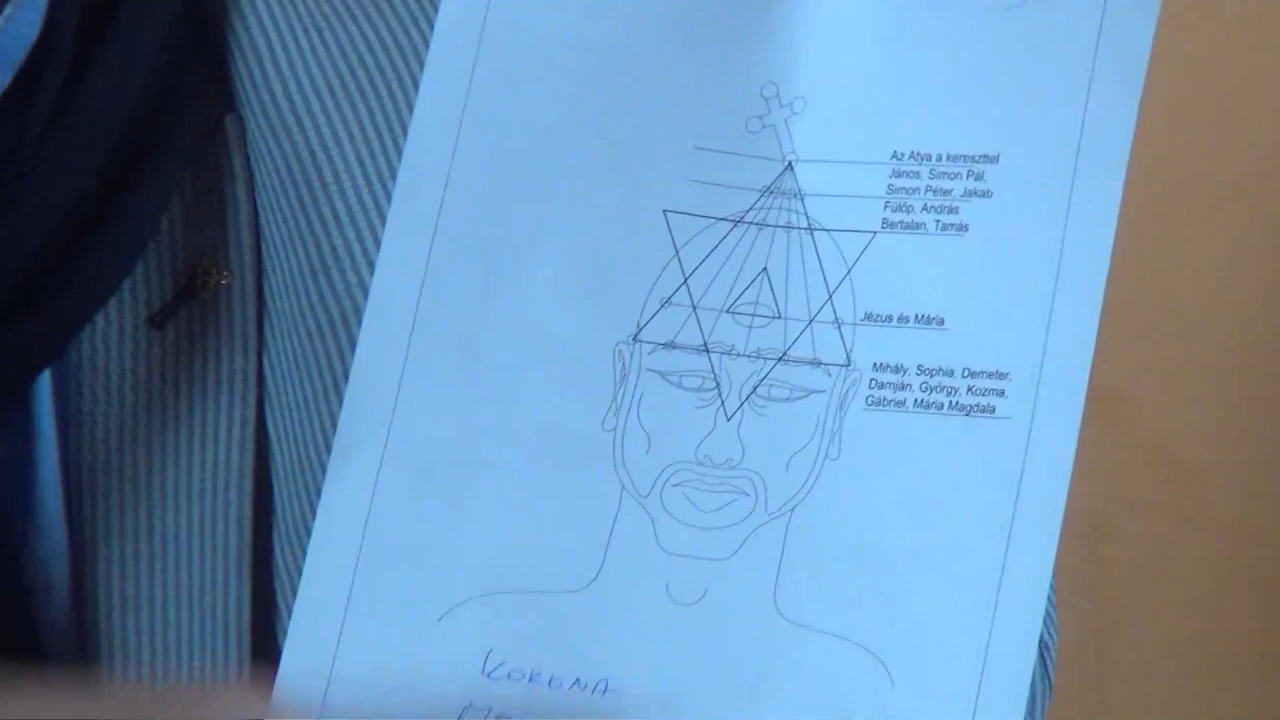 Az Atya a kereszttel
János, Simon Pál,
Simon Péter, Jakab
Fülöp, András
Bertalan, Tamás
Jézus és Mária
Mihály, Sophia, Demeter,
Damján, György, Kozma,
Gábriel, Mária Magdala
KORONA